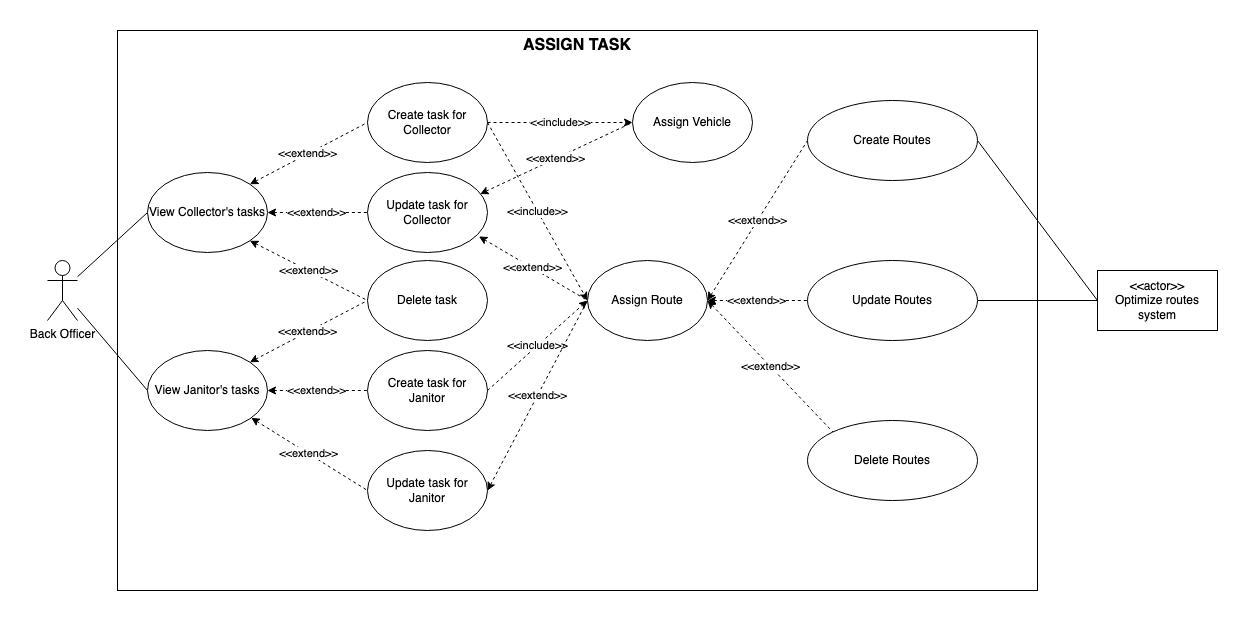 ASSIGN TASK
Create task for
Collector
<<include>>
Assign Vehicle
Create Routes
<<extend>>
<<extend>>
View Collector's tasks
<<extend>>
Update task for
Collector
<<include>>
<<extend>>
<<extend>>
<<extend>>
Delete task
Assign Route
<<extend>>
Update Routes
<<actor>>
Optimize routes
system
Back Officer
<<extend>>
<<include>>
<<extend>>
View Janitor's tasks
<<extend>>
Create task for
Janitor
<<extend>>
<<extend>>
Update task for
Janitor
Delete Routes